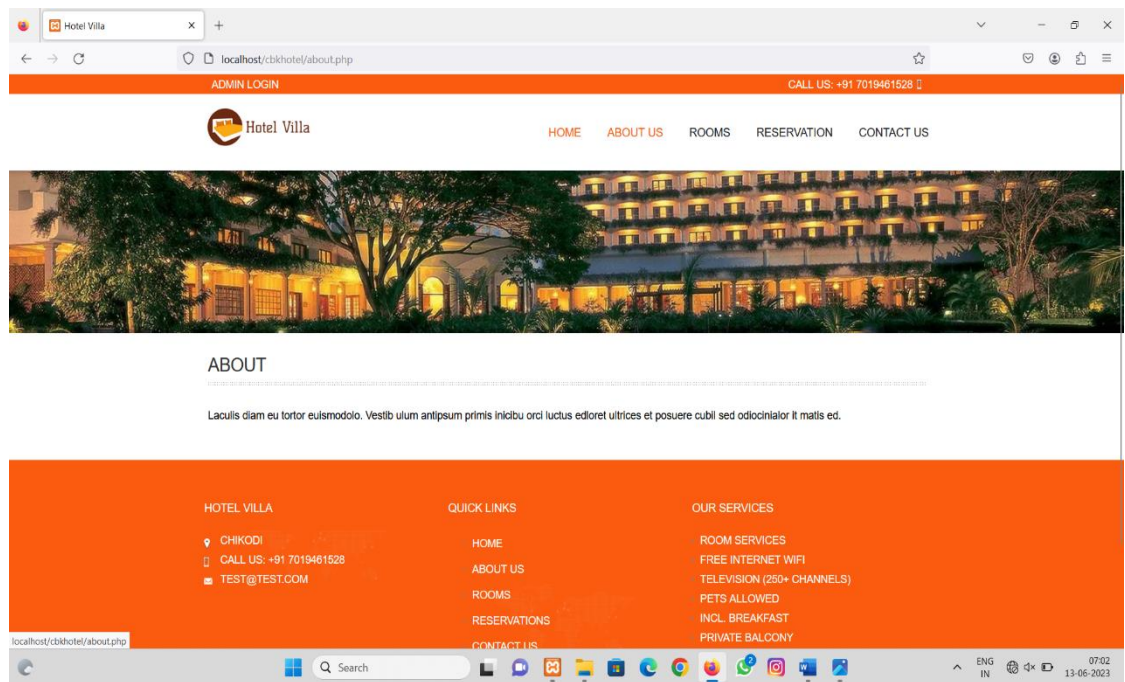 Hotel Villa
localhost/cbkhotel/about.php
ADMIN LOGIN
CALL US: +91 7019461528
Hotel Villa
HOME ABOUT US ROOMS RESERVATION CONTACT US
ABOUT
Laculis diam eu tortor euismodolo. Vestib ulum antipsum primis inicibu orci luctus edloret ultrices et posuere cubil sed odiocinialor it matis ed.
HOTEL VILLA
CHIKODI
CALL US: +91 7019461528
TEST@TEST.COM
QUICK LINKS
HOME
ABOUT US
ROOMS
RESERVATIONS
CONTACT US
OUR SERVICES
ROOM SERVICES
FREE INTERNET WIFI
TELEVISION (250+ CHANNELS)
PETS ALLOWED
INCL. BREAKFAST
PRIVATE BALCONY
localhost/cbkhotel/about.php
Search
2
ENG
IN
07:02
13-06-2023